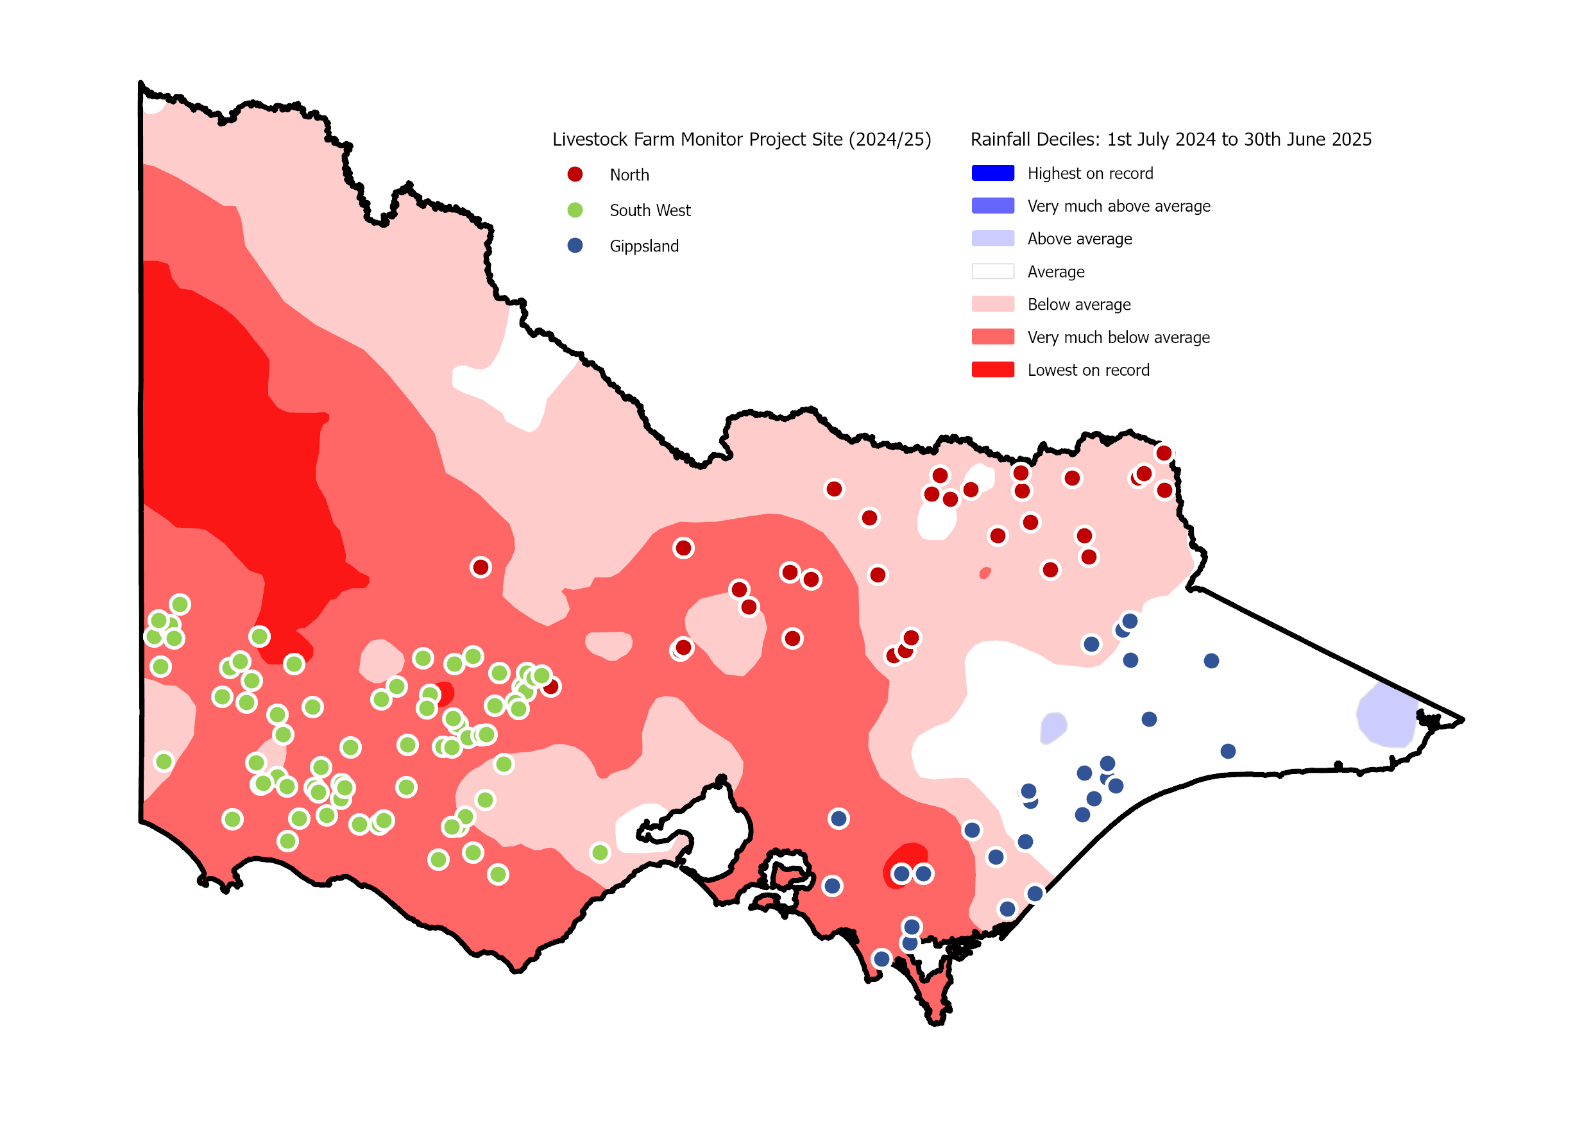 Livestock Farm Monitor Project Site (2024/25)
North
South West
Gippsland
Rainfall Deciles: 1st July 2024 to 30th June 2025
Highest on record
Very much above average
Above average
Average
Below average
Very much below average
Lowest on record